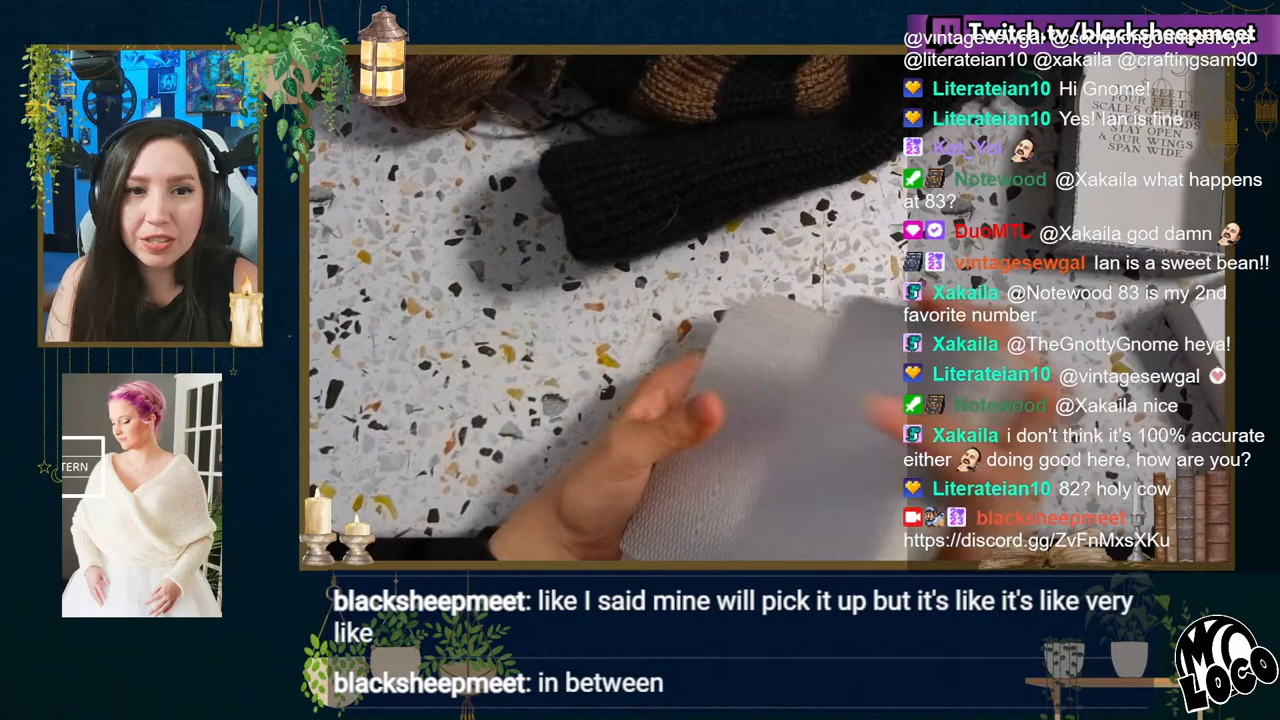 Twitch.tv/blacksheepmeet
@literateian10 @xakaila @craftingsam90
Literateian10 Hi Gnome!
Literateian10 Yes! Ian is fine
Notewood @Xakaila what happens
at 83?
DuoMTL @Xakaila god damn
vintagesewgal Ian is a sweet bean!!
Xakaila @Notewood 83 is my 2nd
favorite number
Xakaila @TheGnottyGnome heya!
Literateian10 @vintagesewgal
Notewood @Xakaila nice
Xakaila i don't think it's 100% accurate
either doing good here, how are you?
Literateian10 82? holy cow
blacksheepmeet
https://discord.gg/ZvFnMxsXKu
STAY OPEN
& OUR WINGS
SPAN WIDE
TERN
blacksheepmeet: like I said mine will pick it up but it's like it's like very
like
blacksheepmeet: in between
MC
LOCO